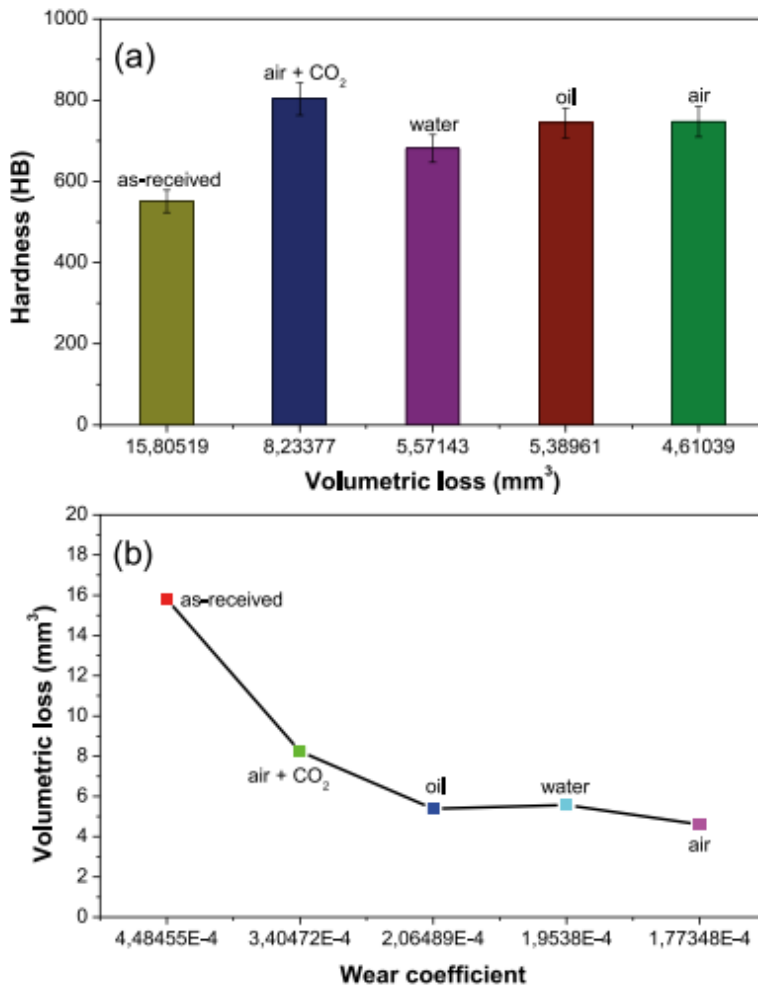 (a)
Hardness (HB)
1000
800
600
400
200
0
as-received
air + CO₂
water
oil
air
15,80519 8,23377 5,57143 5,38961 4,61039
Volumetric loss (mm³)
(b)
Volumetric loss (mm³)
20
18
16
14
12
10
8
6
4
2
0
as-received
air + CO₂
oil
water
air
4,48455E-4 3,40472E-4 2,06489E-4 1,9538E-4 1,77348E-4
Wear coefficient